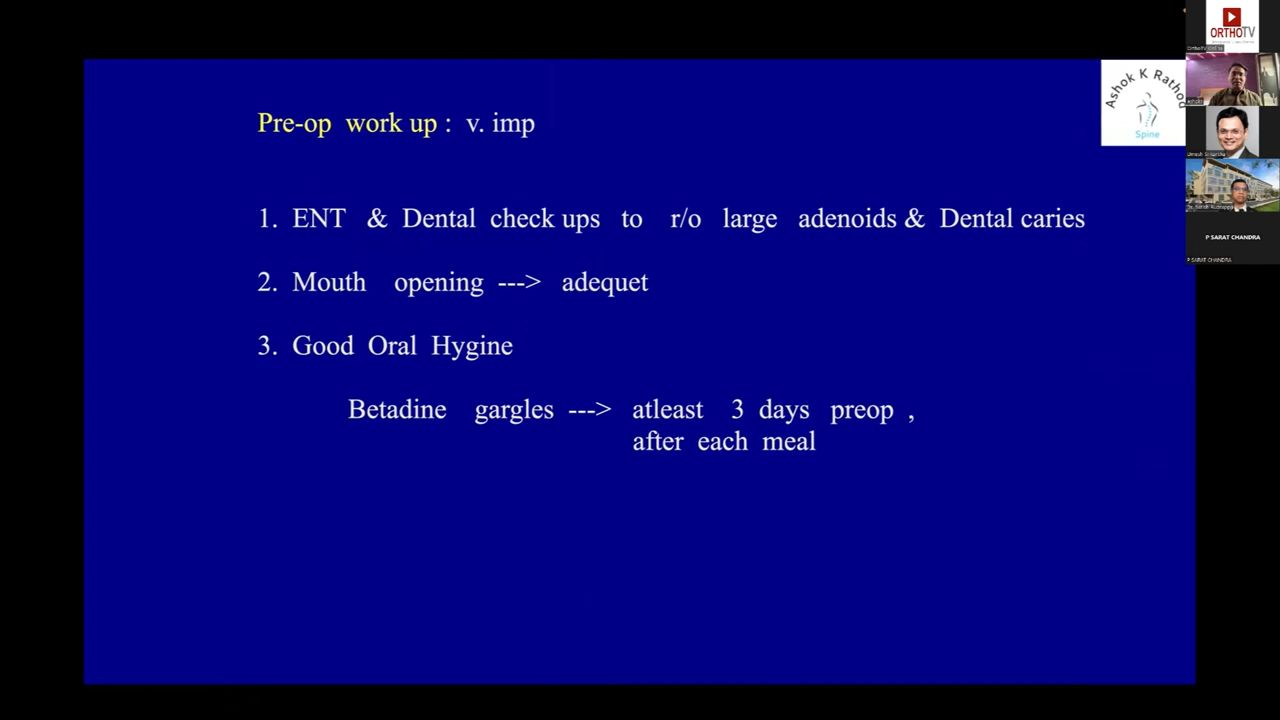 Pre-op work up : v. imp
1. ENT & Dental check ups to r/o large adenoids & Dental caries
2. Mouth opening ---> adequet
3. Good Oral Hygine
Betadine gargles ---> atleast 3 days preop ,
after each meal
Ashok K Rathod
Spine
ORTHOTV
P SARAT CHANDRA
P SARAT CHANDRA